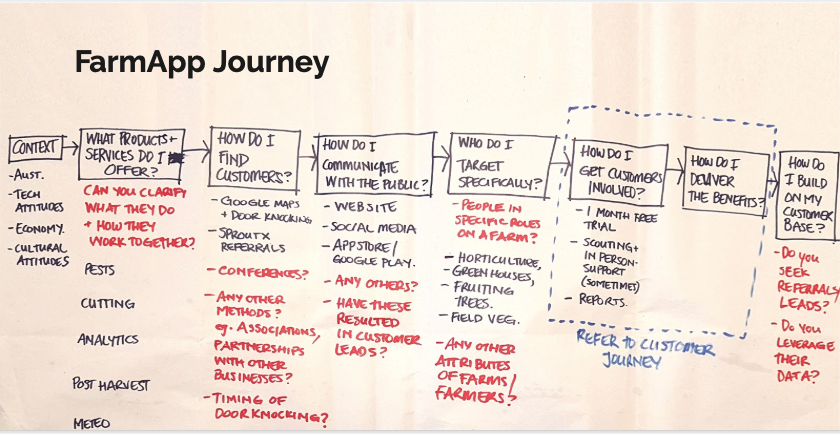 FarmApp Journey
CONTEXT
-AUST.
-TECH
ATTITUDES
-ECONOMY.
-CULTURAL
ATTITUDES
WHAT PRODUCTS+
SERVICES DO I
OFFER?
CAN YOU CLARIFY
WHAT THEY DO
+ HOW THEY
WORK TOGETHER?
PESTS
CUTTING
ANALYTICS
POST HARVEST
METEO
HOW DO I
FIND
CUSTOMERS?
- GOOGLE MAPS
+ DOOR KNOCKING
- SPROUTX
REFERRALS
- CONFERENCES?
- ANY OTHER
METHODS?
eg. ASSOCIATIONS,
PARTNERSHIPS
WITH OTHER
BUSINESSES?
- TIMING OF
DOORKNOCKING?
HOW DO I
COMMUNICATE
WITH THE PUBLIC?
- WEBSITE
- SOCIAL MEDIA
- APPSTORE/
GOOGLE PLAY.
- ANY OTHERS?
- HAVE THESE
RESULTED
IN CUSTOMER
LEADS?
WHO DO I
TARGET
SPECIFICALLY?
- PEOPLE IN
SPECIFIC ROLES
ON A FARM?
- HORTICULTURE,
- GREENHOUSES,
- FRUITING
TREES.
- FIELD VEG.
- ANY OTHER
ATTRIBUTES
OF FARMS/
FARMERS?
HOW DO I
GET CUSTOMERS
INVOLVED?
- 1 MONTH FREE
TRIAL
- SCOUTING+
IN PERSON-
SUPPORT
(SOMETIMES)
- REPORTS.
HOW DO I
DELIVER
THE BENEFITS?
REFER TO CUSTOMER
JOURNEY
HOW DO
I BUILD
ON MY
CUSTOMER
BASE?
- Do you
SEEK
REFERRALS/
LEADS?
- Do you
LEVERAGE
THEIR
DATA?